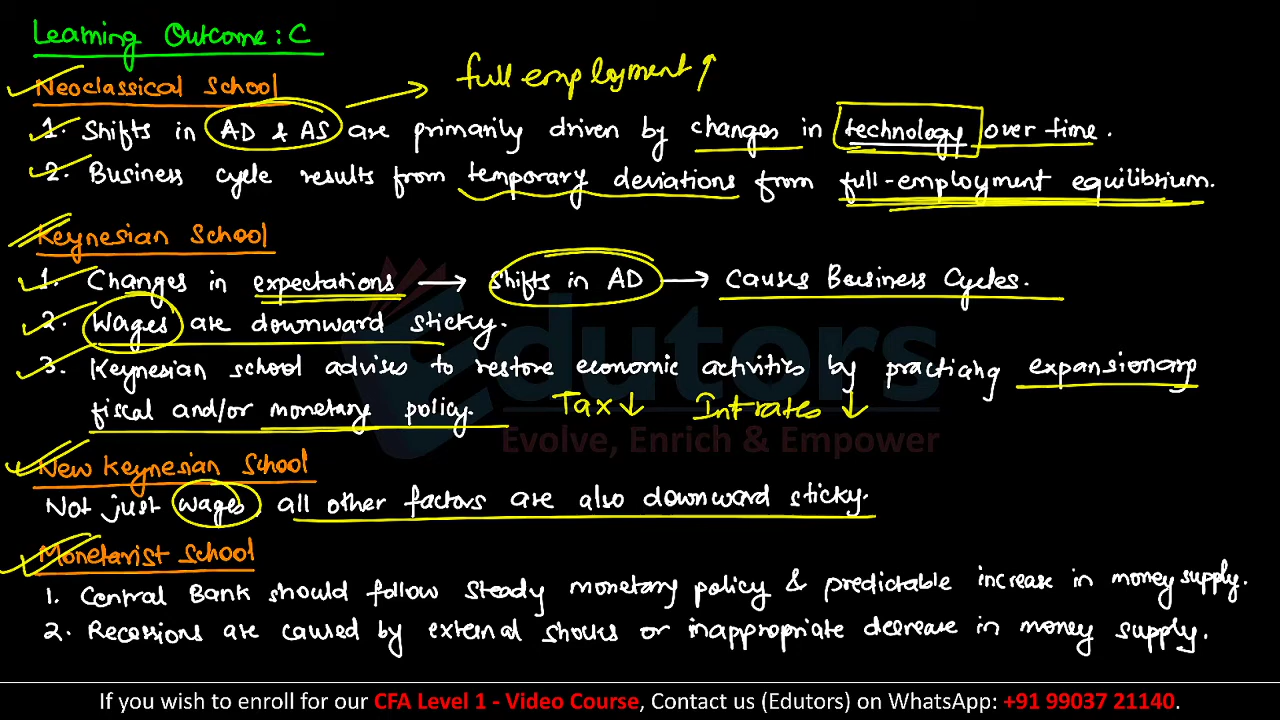 Learning Outcome: C
full employment ↑
Neoclassical School
1. Shifts in AD & AS are primarily driven by changes in technology over time.
2. Business cycle results from temporary deviations from full-employment equilibrium.
Keynesian School
1. Changes in expectations → Shifts in AD → causes Business Cycles.
2. Wages are downward sticky.
3. Keynesian school advises to restore economic activities by practicing expansionary
fiscal and/or monetary policy. Tax ↓ Int rates ↓
Edutors
Evolve, Enrich & Empower
New Keynesian School
Not just wages all other factors are also downward sticky.
Monetarist School
1. Central Bank should follow steady monetary policy & predictable increase in money supply.
2. Recessions are caused by external shocks or inappropriate decrease in money supply.
If you wish to enroll for our CFA Level 1 - Video Course, Contact us (Edutors) on WhatsApp: +91 99037 21140.